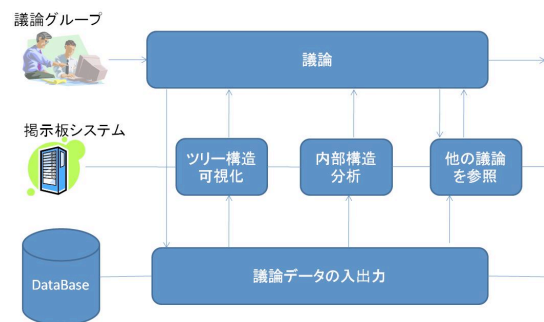 議論グループ
議論
掲示板システム
ツリー構造
可視化
内部構造
分析
他の議論
を参照
DataBase
議論データの入出力